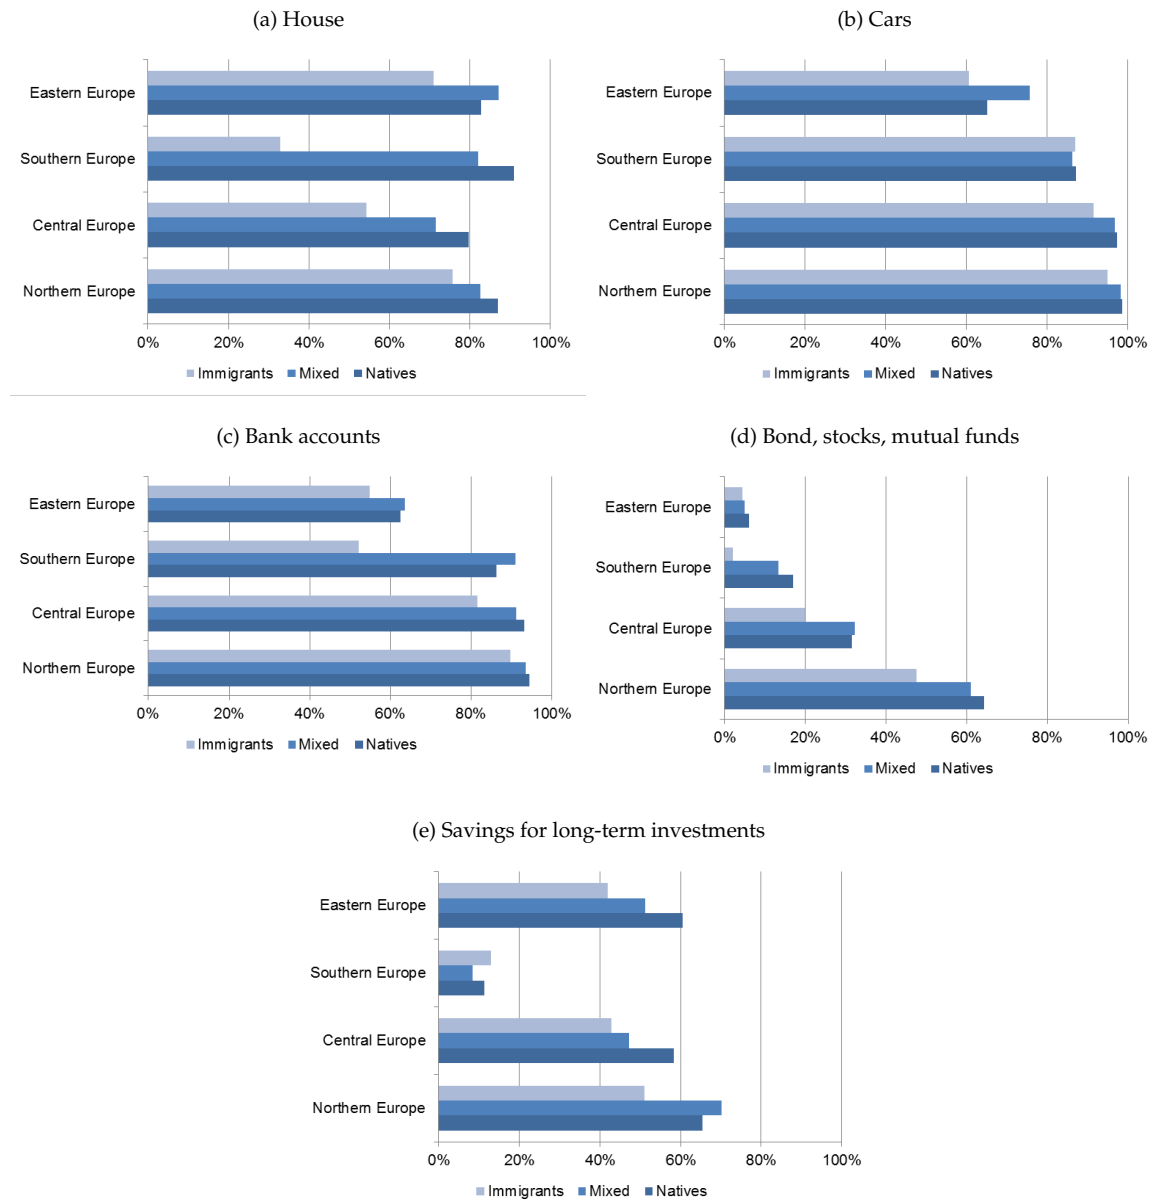 (a) House
Eastern Europe
Southern Europe
Central Europe
Northern Europe
0% 20% 40% 60% 80% 100%
Immigrants Mixed Natives
(b) Cars
Eastern Europe
Southern Europe
Central Europe
Northern Europe
0% 20% 40% 60% 80% 100%
Immigrants Mixed Natives
(c) Bank accounts
Eastern Europe
Southern Europe
Central Europe
Northern Europe
0% 20% 40% 60% 80% 100%
Immigrants Mixed Natives
(d) Bond, stocks, mutual funds
Eastern Europe
Southern Europe
Central Europe
Northern Europe
0% 20% 40% 60% 80% 100%
Immigrants Mixed Natives
(e) Savings for long-term investments
Eastern Europe
Southern Europe
Central Europe
Northern Europe
0% 20% 40% 60% 80% 100%
Immigrants Mixed Natives